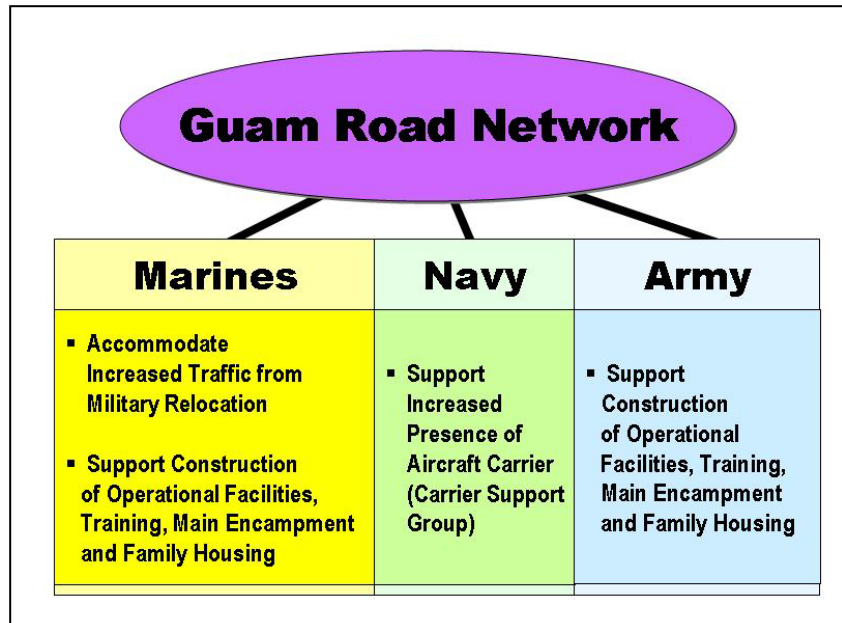 Guam Road Network
Marines
Navy
Army
▪ Accommodate
Increased Traffic from
Military Relocation
▪ Support Construction
of Operational Facilities,
Training, Main Encampment
and Family Housing
▪ Support
Increased
Presence of
Aircraft Carrier
(Carrier Support
Group)
▪ Support
Construction
of Operational
Facilities, Training,
Main Encampment
and Family Housing